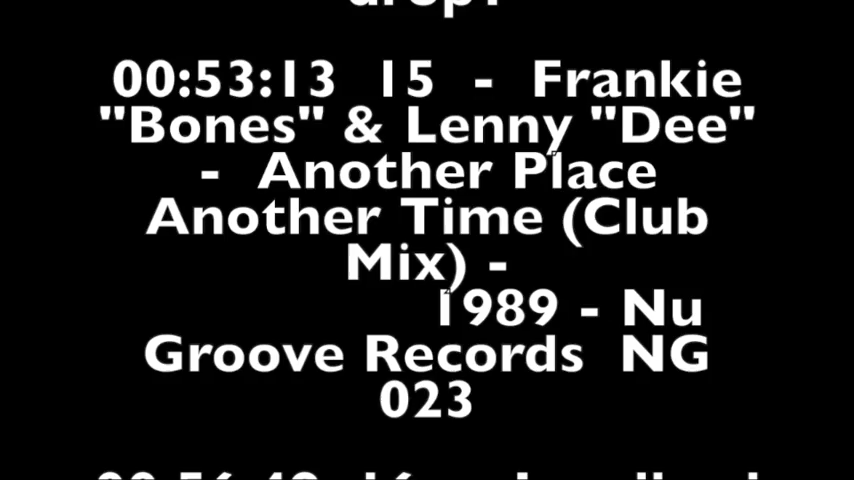 00:53:13 15 - Frankie
"Bones" & Lenny "Dee"
- Another Place
Another Time (Club
Mix) -
1989 - Nu
Groove Records NG
023